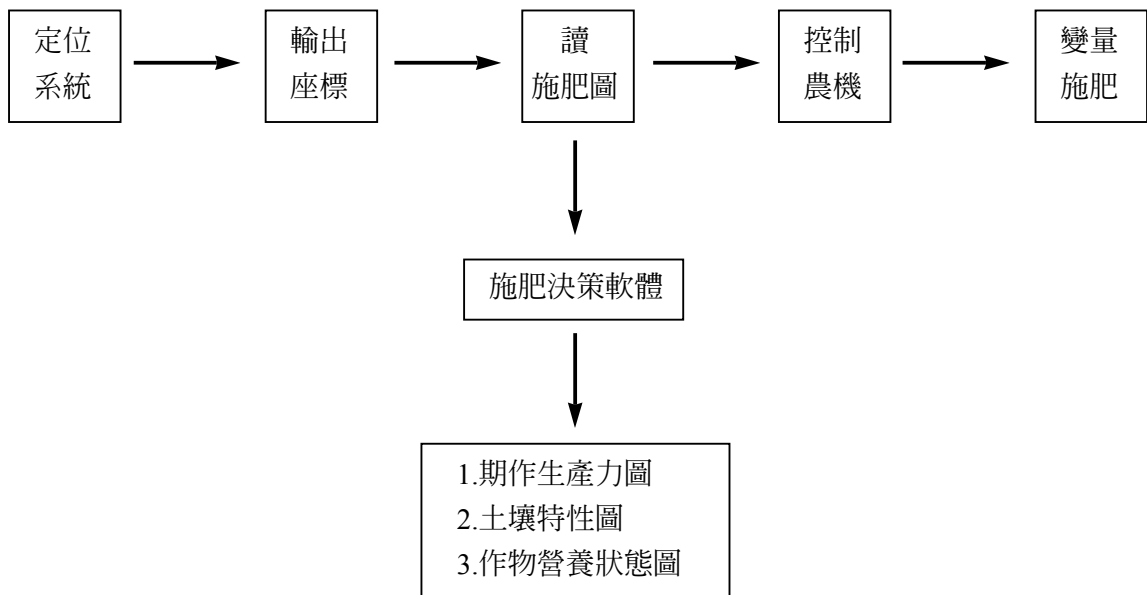 定位
系統
輸出
座標
讀
施肥圖
控制
農機
變量
施肥
施肥決策軟體
1.期作生產力圖
2.土壤特性圖
3.作物營養狀態圖